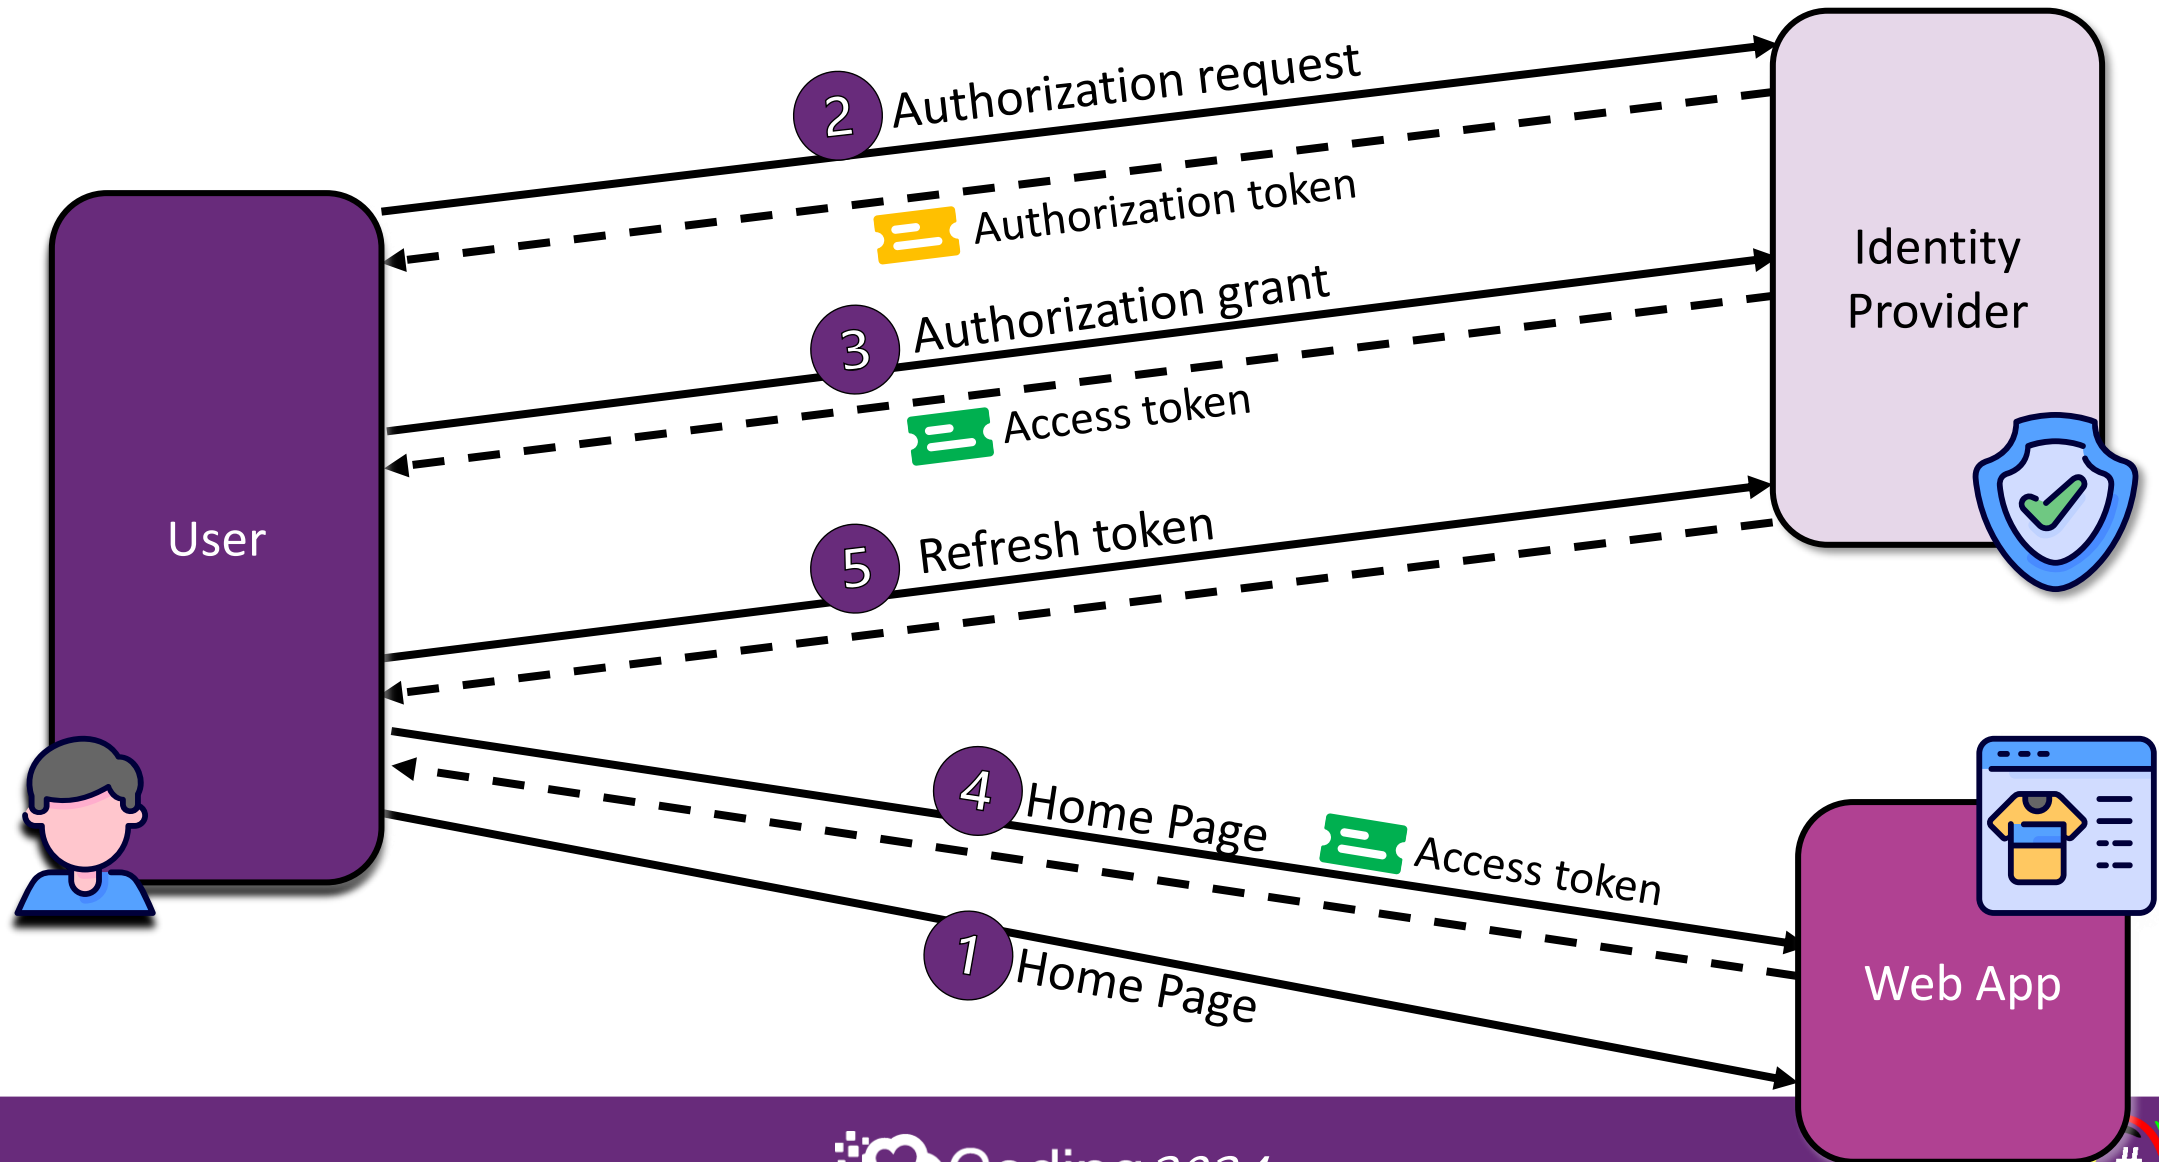 2 Authorization request
Authorization token
3 Authorization grant
Access token
5 Refresh token
Identity
Provider
User
4 Home Page
Access token
1 Home Page
Web App
#